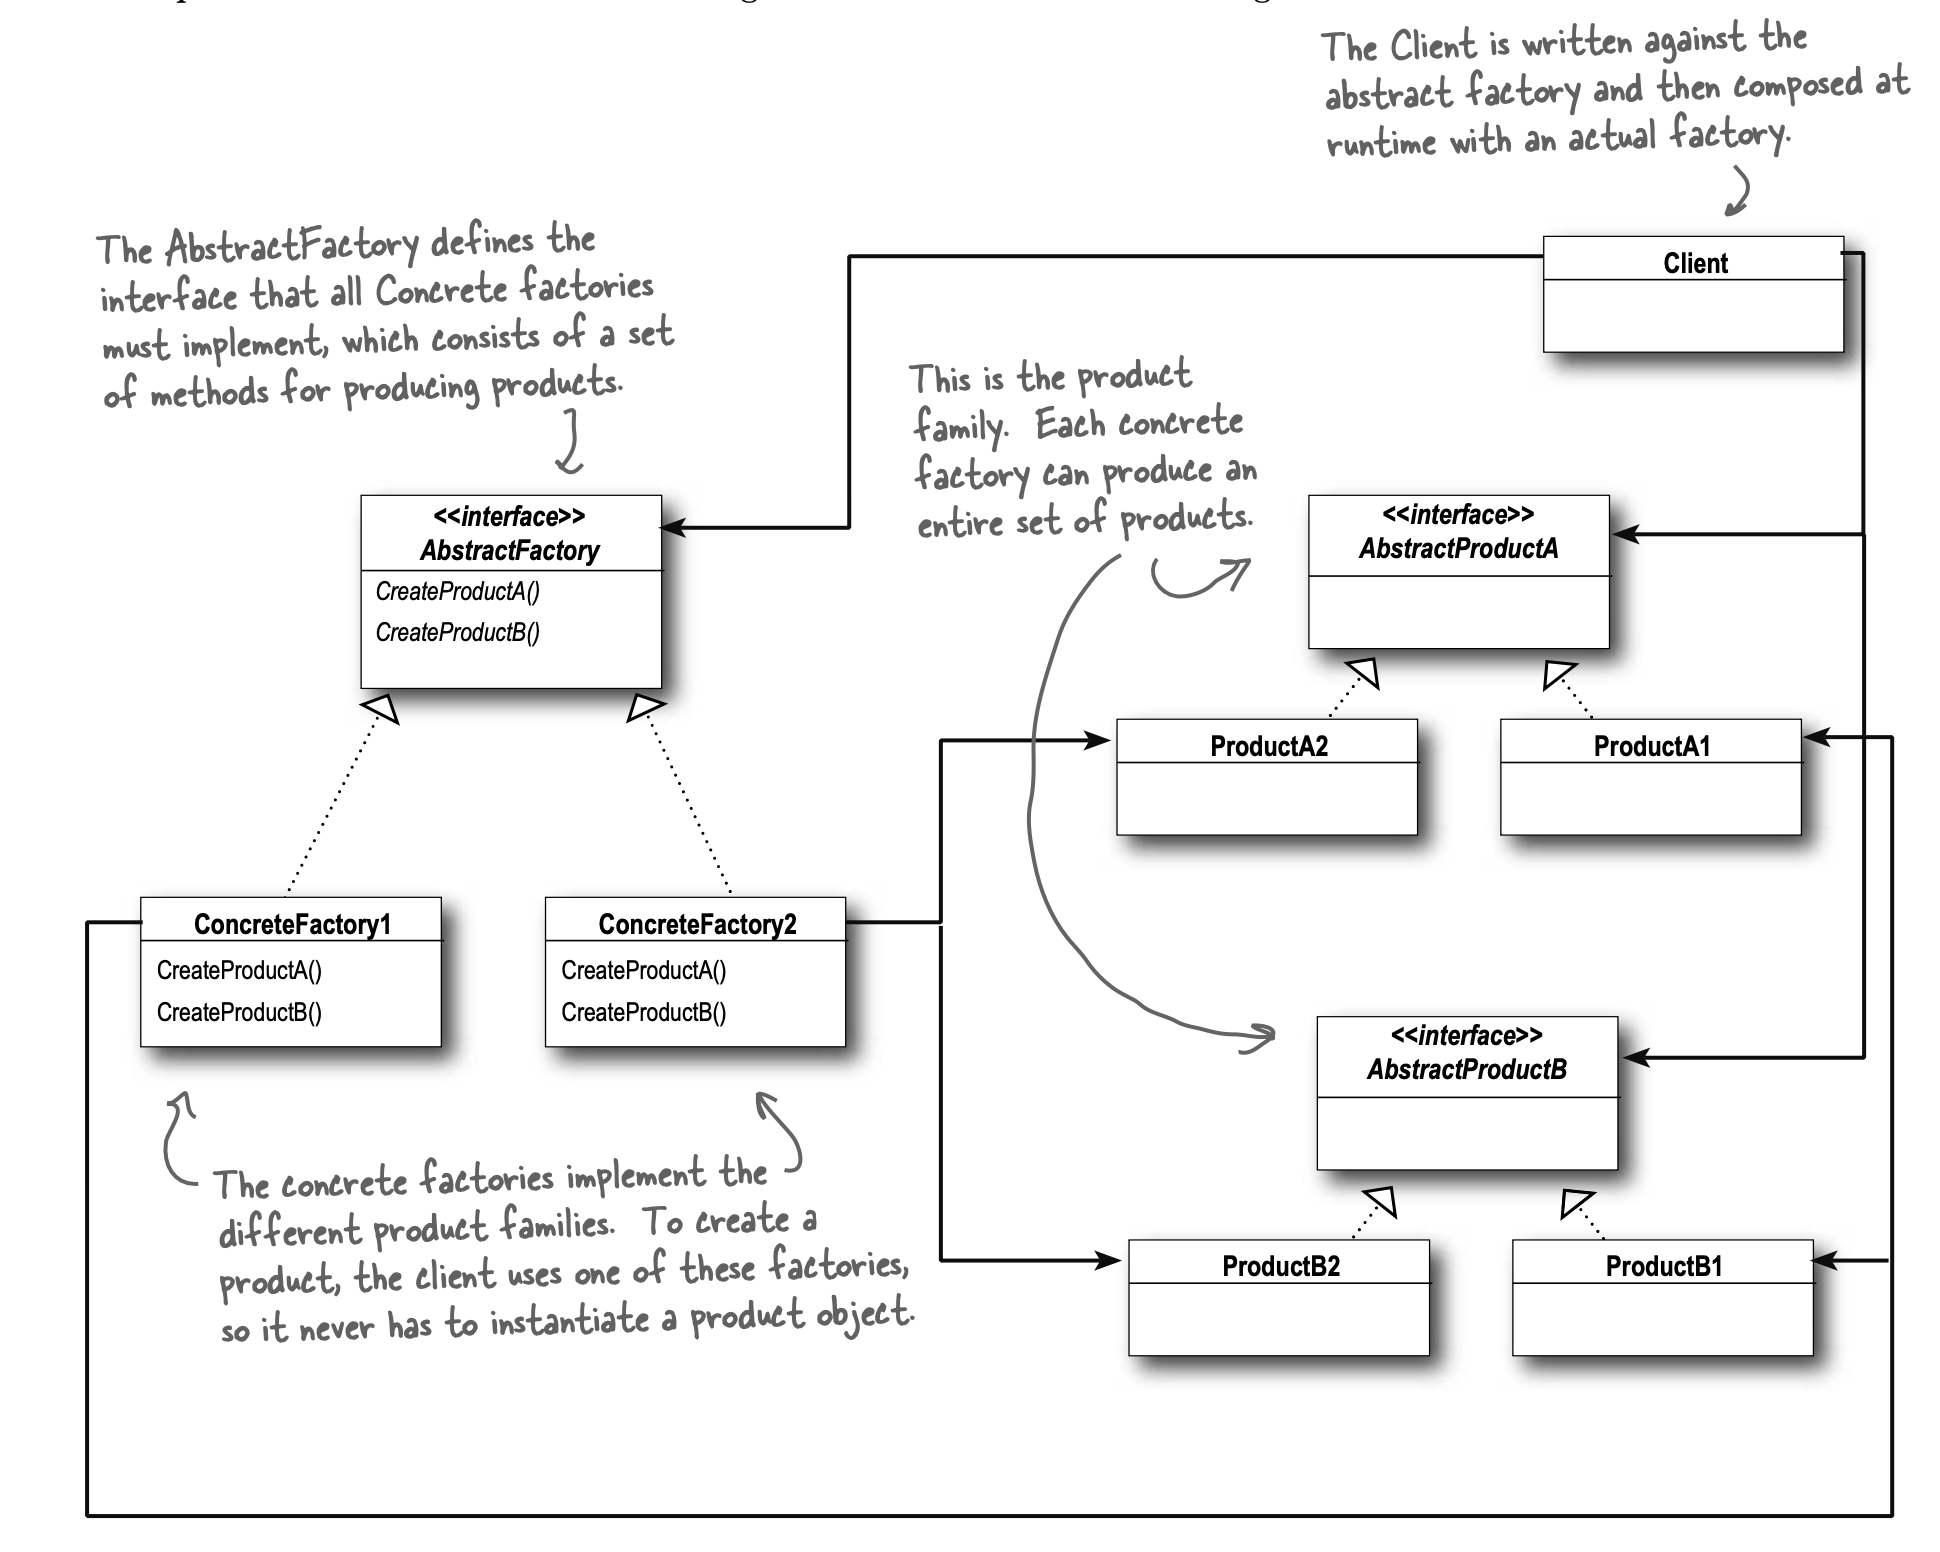 The Client is written against the
abstract factory and then composed at
runtime with an actual factory.
Client
The AbstractFactory defines the
interface that all Concrete factories
must implement, which consists of a set
of methods for producing products.
This is the product
family. Each concrete
factory can produce an
entire set of products.
<<interface>>
AbstractFactory
CreateProductA()
CreateProductB()
<<interface>>
AbstractProductA
ProductA2
ProductA1
ConcreteFactory1
CreateProductA()
CreateProductB()
ConcreteFactory2
CreateProductA()
CreateProductB()
<<interface>>
AbstractProductB
ProductB2
ProductB1
The concrete factories implement the
different product families. To create a
product, the client uses one of these factories,
so it never has to instantiate a product object.